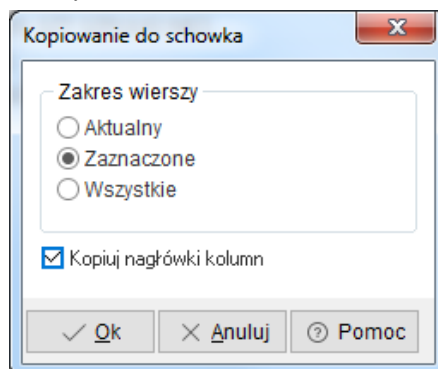 Kopiowanie do schowka
Zakres wierszy
Aktualny
Zaznaczone
Wszystkie
Kopiuj nagłówki kolumn
Ok Anuluj Pomoc